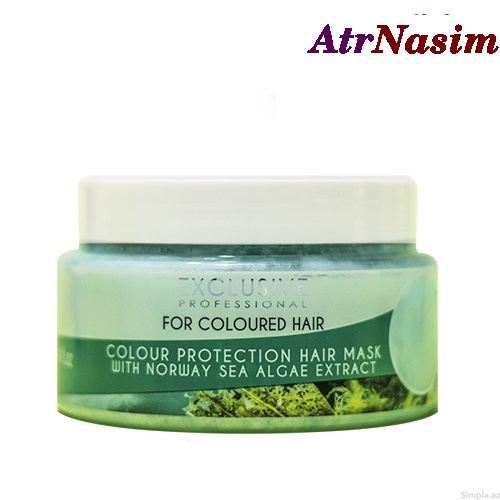 AtrNasim
EXCLUSIVE
PROFESSIONAL
FOR COLOURED HAIR
COLOUR PROTECTION HAIR MASK
WITH NORWAY SEA ALGAE EXTRACT
Simpla.az